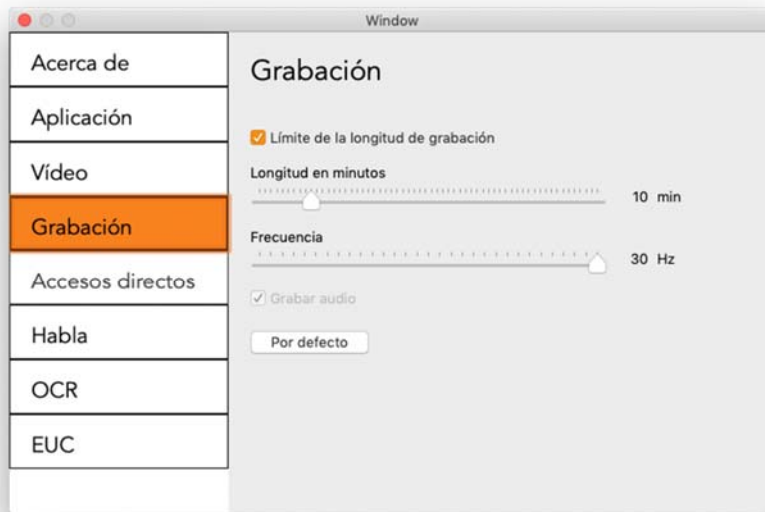 Window
Acerca de
Aplicación
Vídeo
Grabación
Accesos directos
Habla
OCR
EUC
Grabación
Límite de la longitud de grabación
Longitud en minutos
10 min
Frecuencia
30 Hz
Grabar audio
Por defecto